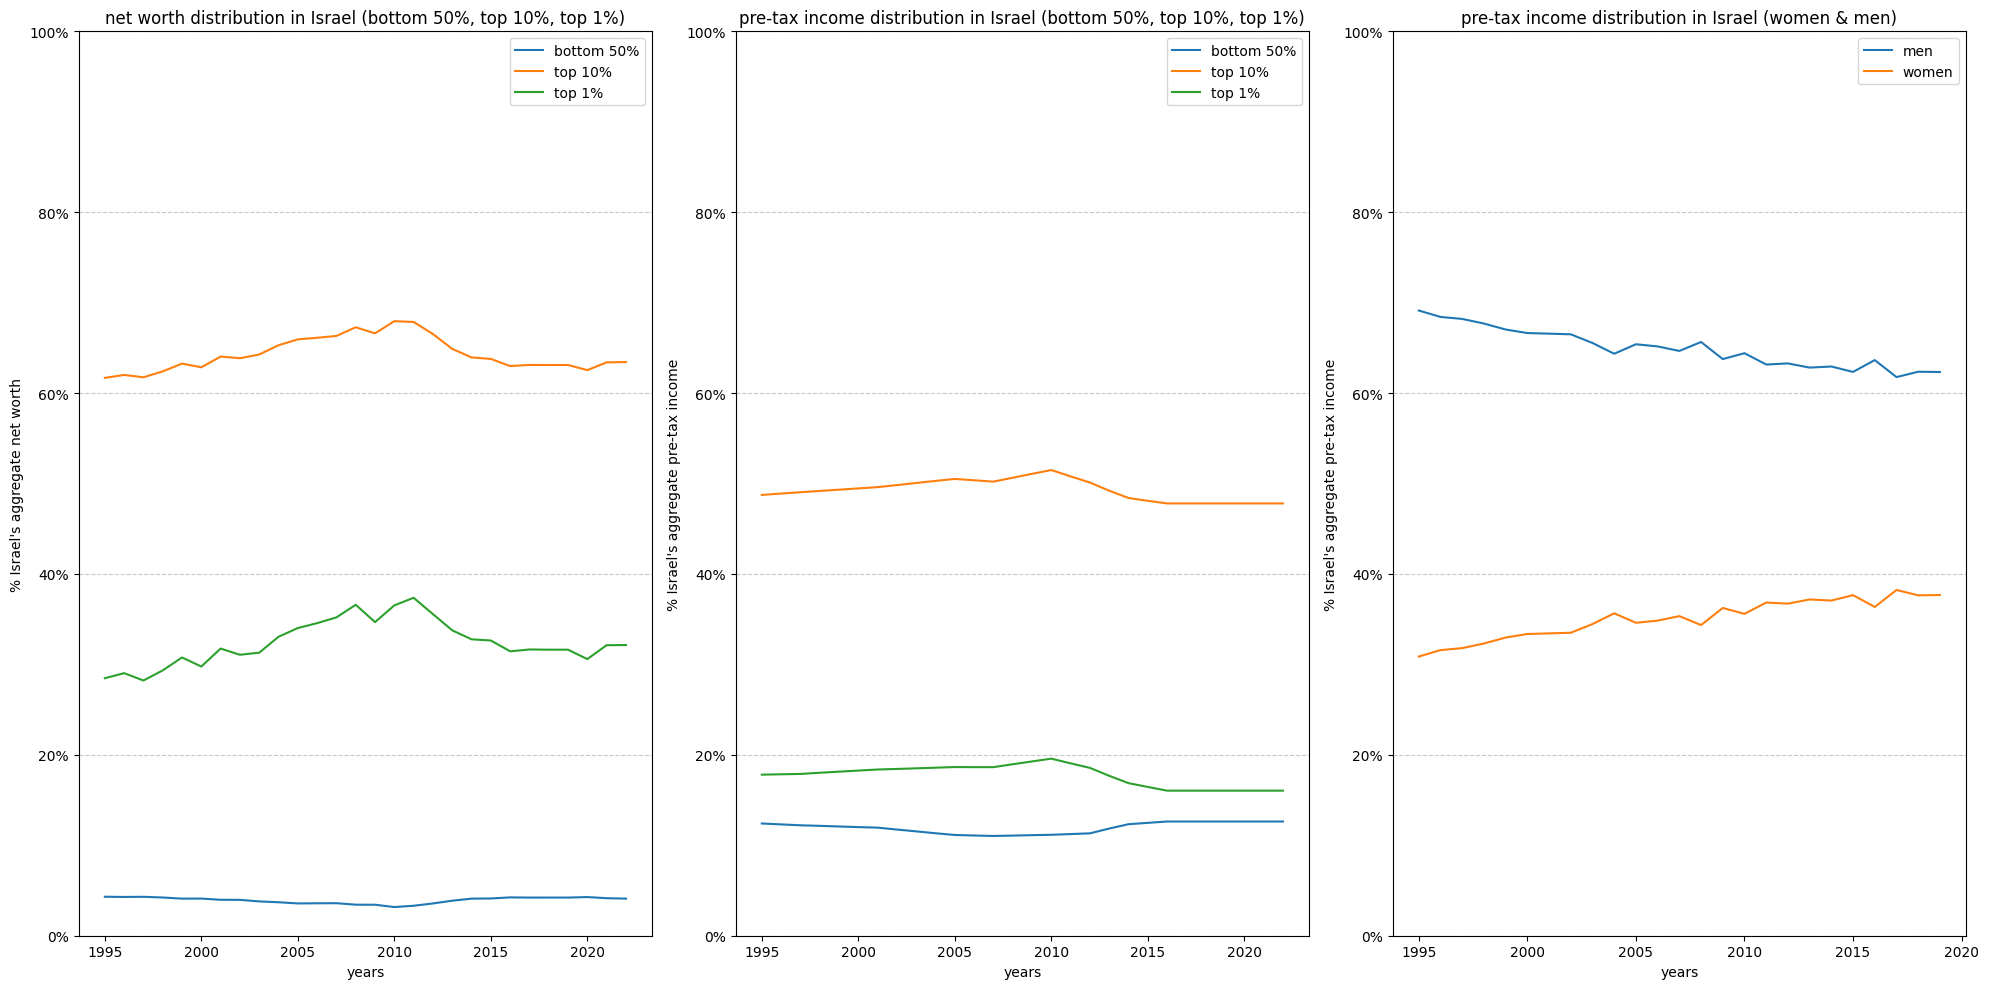 net worth distribution in Israel (bottom 50%, top 10%, top 1%)
100%
80%
60%
40%
20%
0%
% Israel's aggregate net worth
bottom 50%
top 10%
top 1%
1995
2000
2005
2010
2015
2020
years
pre-tax income distribution in Israel (bottom 50%, top 10%, top 1%)
100%
80%
60%
40%
20%
0%
% Israel's aggregate pre-tax income
bottom 50%
top 10%
top 1%
1995
2000
2005
2010
2015
2020
years
pre-tax income distribution in Israel (women & men)
100%
80%
60%
40%
20%
0%
% Israel's aggregate pre-tax income
men
women
1995
2000
2005
2010
2015
2020
years